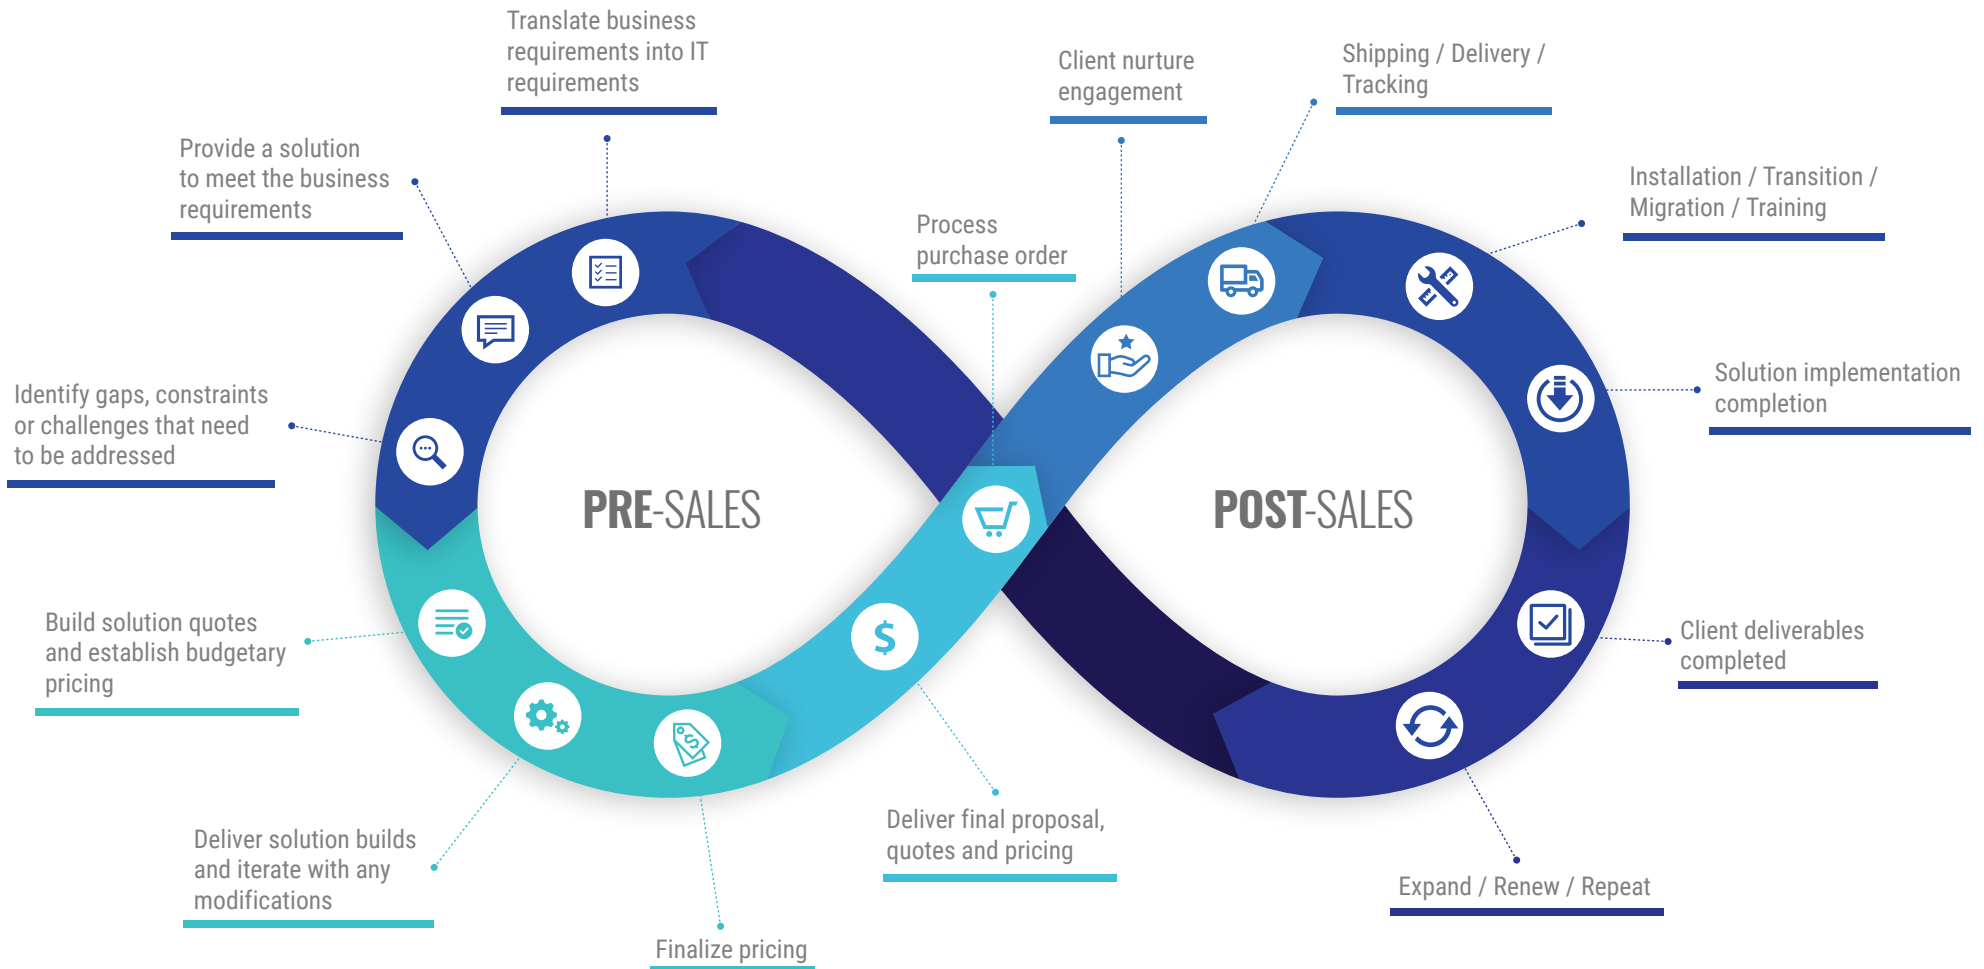 Translate business
requirements into IT
requirements
Provide a solution
to meet the business
requirements
Identify gaps, constraints
or challenges that need
to be addressed
Build solution quotes
and establish budgetary
pricing
Deliver solution builds
and iterate with any
modifications
Finalize pricing
Deliver final proposal,
quotes and pricing
Process
purchase order
PRE-SALES
Client nurture
engagement
Shipping / Delivery /
Tracking
Installation / Transition /
Migration / Training
Solution implementation
completion
Client deliverables
completed
Expand / Renew / Repeat
POST-SALES
$
$